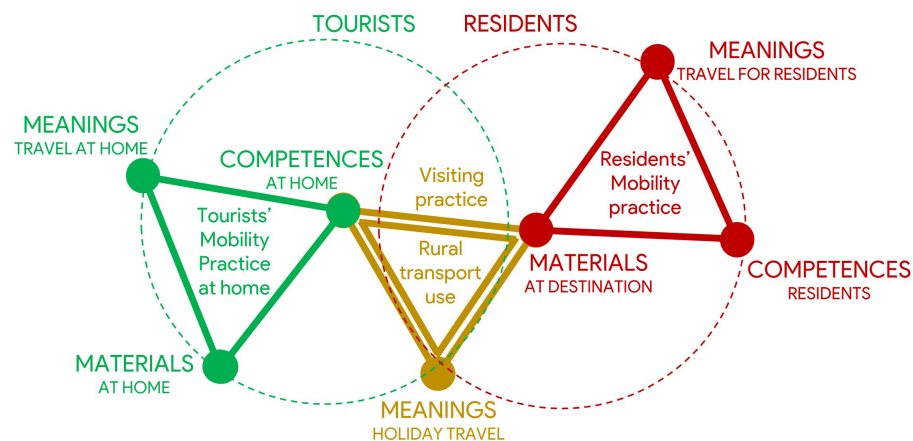 TOURISTS
RESIDENTS
MEANINGS
TRAVEL FOR RESIDENTS
MEANINGS
TRAVEL AT HOME
COMPETENCES
AT HOME
Visiting
practice
Residents’
Mobility
practice
Tourists’
Mobility
Practice
at home
Rural
transport
use
MATERIALS
AT DESTINATION
COMPETENCES
RESIDENTS
MATERIALS
AT HOME
MEANINGS
HOLIDAY TRAVEL